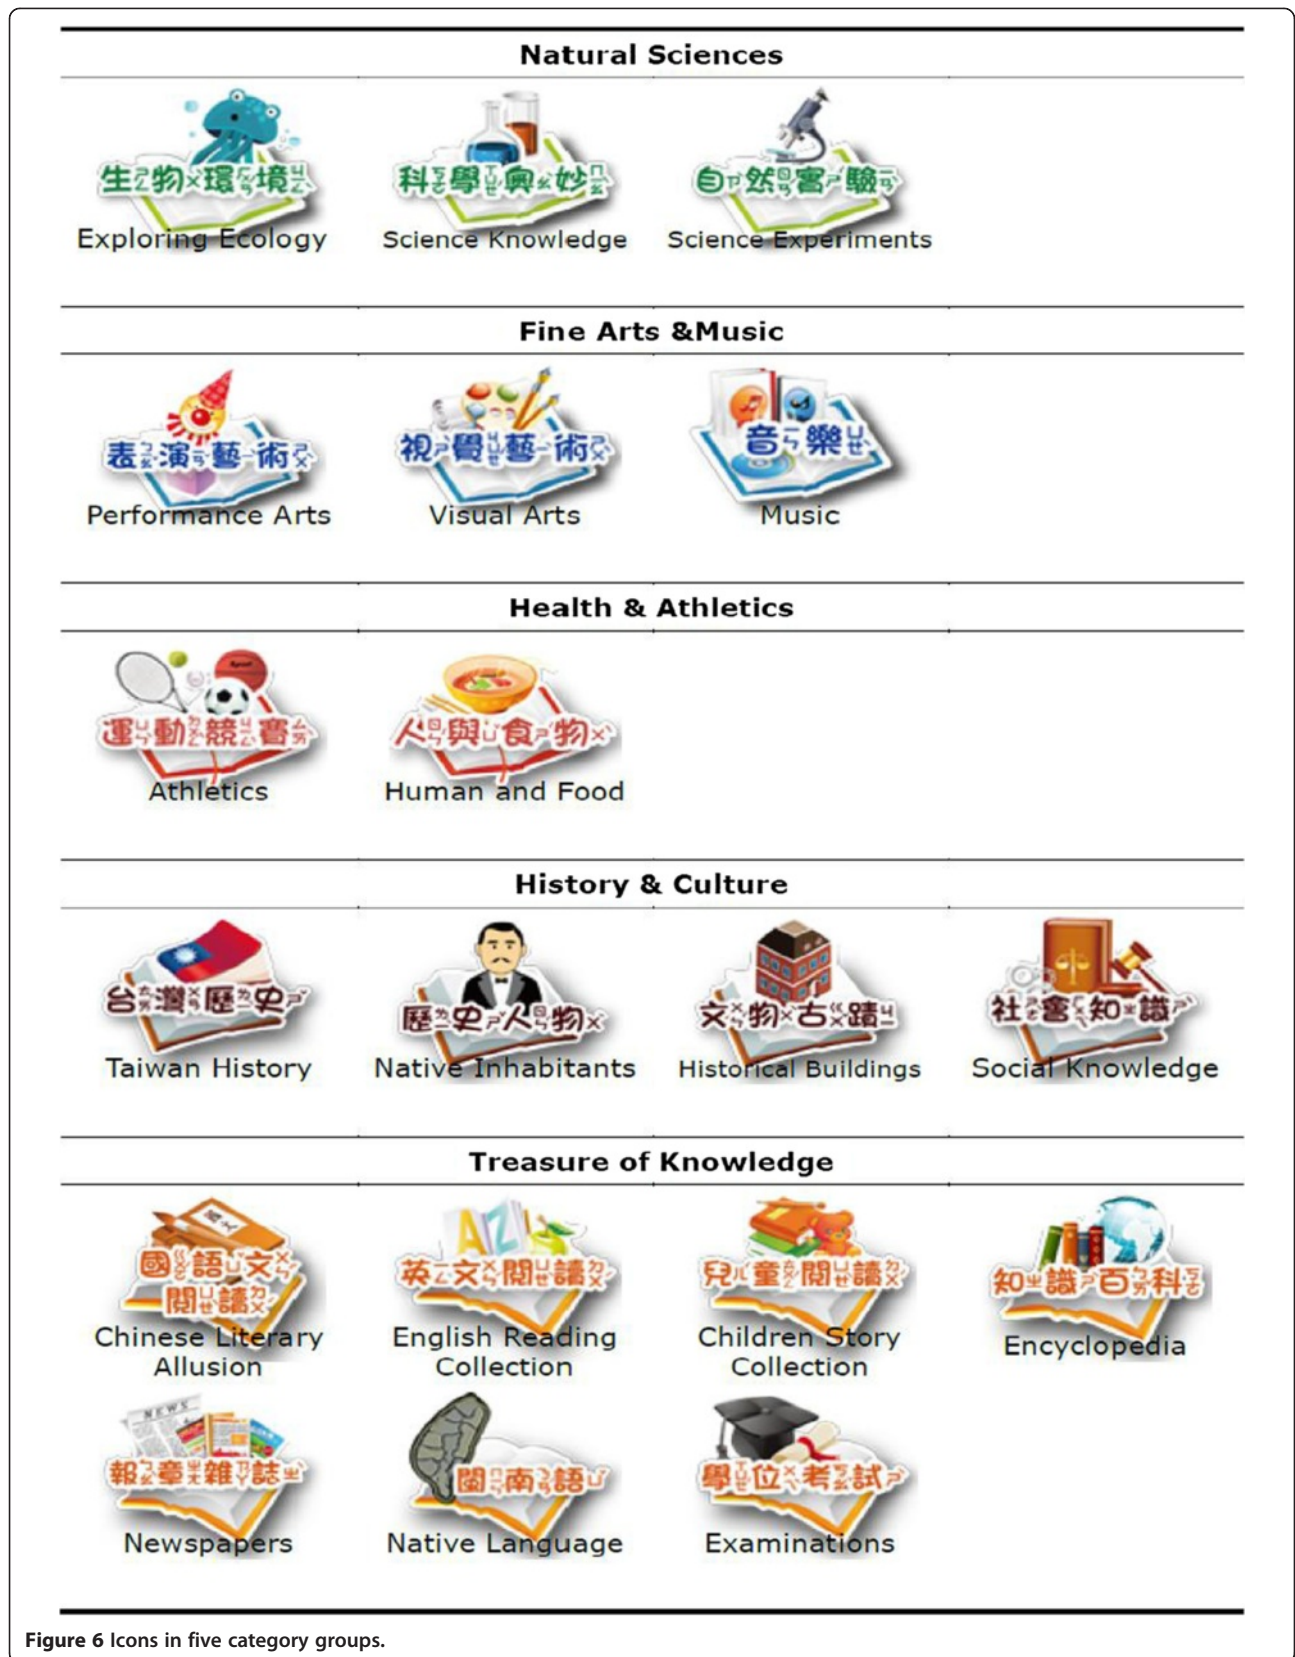 Natural Sciences
生物環境
科學奧妙
自然實驗
Exploring Ecology
Science Knowledge
Science Experiments
Fine Arts &Music
表演藝術
視覺藝術
音樂
Performance Arts
Visual Arts
Music
Health & Athletics
Sport
運動競賽
人與食物
Athletics
Human and Food
History & Culture
台灣歷史
歷史人物
文物古蹟
社會知識
Taiwan History
Native Inhabitants
Historical Buildings
Social Knowledge
Treasure of Knowledge
AZ
國語文
閱讀
英文閱讀
兒童閱讀
知識百科
Chinese Literary
Allusion
English Reading
Collection
Children Story
Collection
Encyclopedia
NEWS
報章雜誌
閩南語
學位考試
Newspapers
Native Language
Examinations
Figure 6 Icons in five category groups.